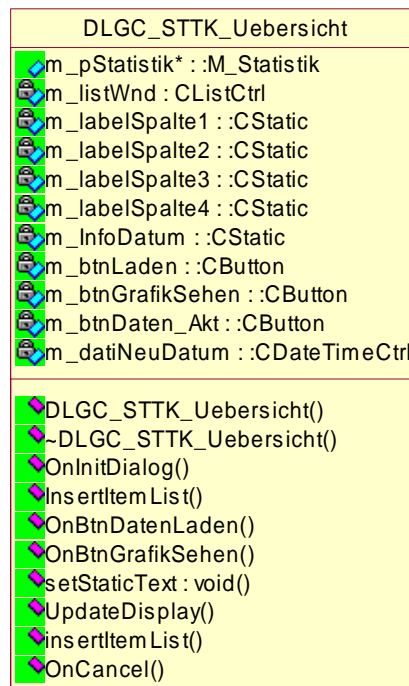 DLGC_STTK_Uebersicht
m_pStatistik* : :M_Statistik
m_listWnd : CListCtrl
m_labelSpalte1 : :CStatic
m_labelSpalte2 : :CStatic
m_labelSpalte3 : :CStatic
m_labelSpalte4 : :CStatic
m_InfoDatum : :CStatic
m_btnLaden : :CButton
m_btnGrafikSehen : :CButton
m_btnDaten_Akt : :CButton
m_datiNeuDatum : :CDateTimeCtrl
DLGC_STTK_Uebersicht()
~DLGC_STTK_Uebersicht()
OnInitDialog()
InsertItemList()
OnBtnDatenLaden()
OnBtnGrafikSehen()
setStaticText : void()
UpdateDisplay()
insertItemList()
OnCancel()